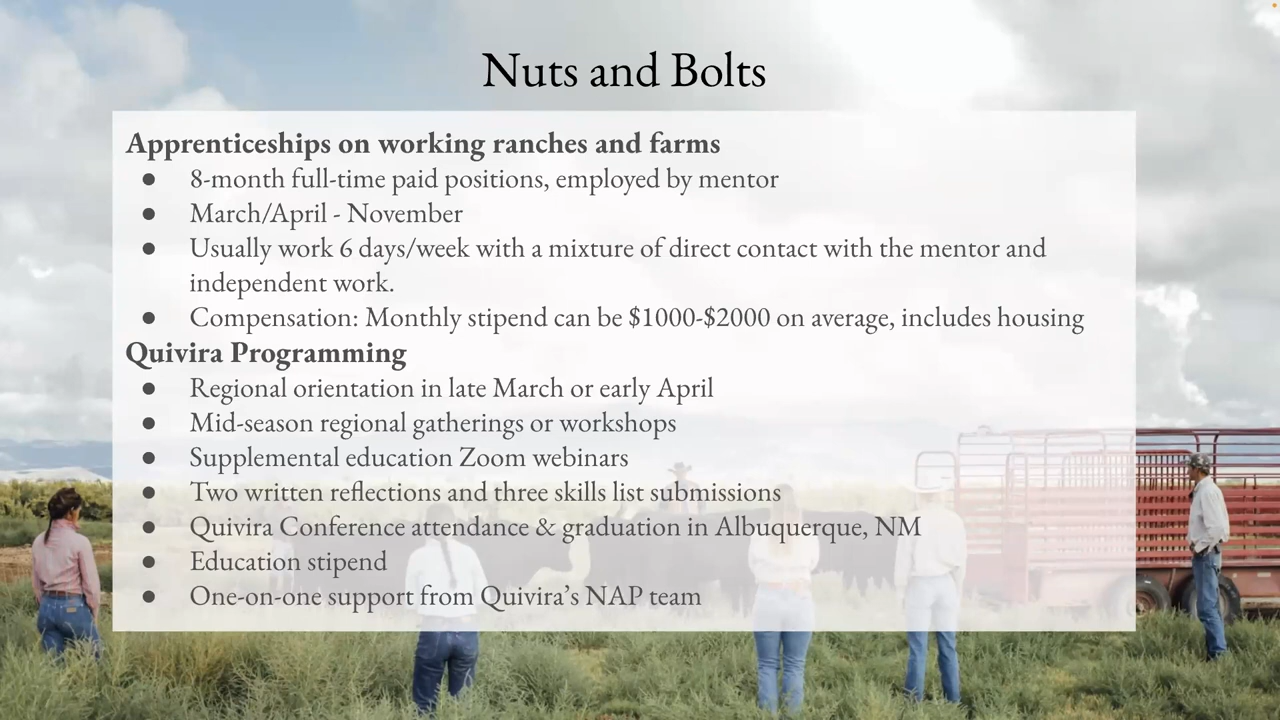 Nuts and Bolts
Apprenticeships on working ranches and farms
● 8-month full-time paid positions, employed by mentor
● March/April - November
● Usually work 6 days/week with a mixture of direct contact with the mentor and
independent work.
● Compensation: Monthly stipend can be $1000-$2000 on average, includes housing
Quivira Programming
● Regional orientation in late March or early April
● Mid-season regional gatherings or workshops
● Supplemental education Zoom webinars
● Two written reflections and three skills list submissions
● Quivira Conference attendance & graduation in Albuquerque, NM
● Education stipend
● One-on-one support from Quivira’s NAP team